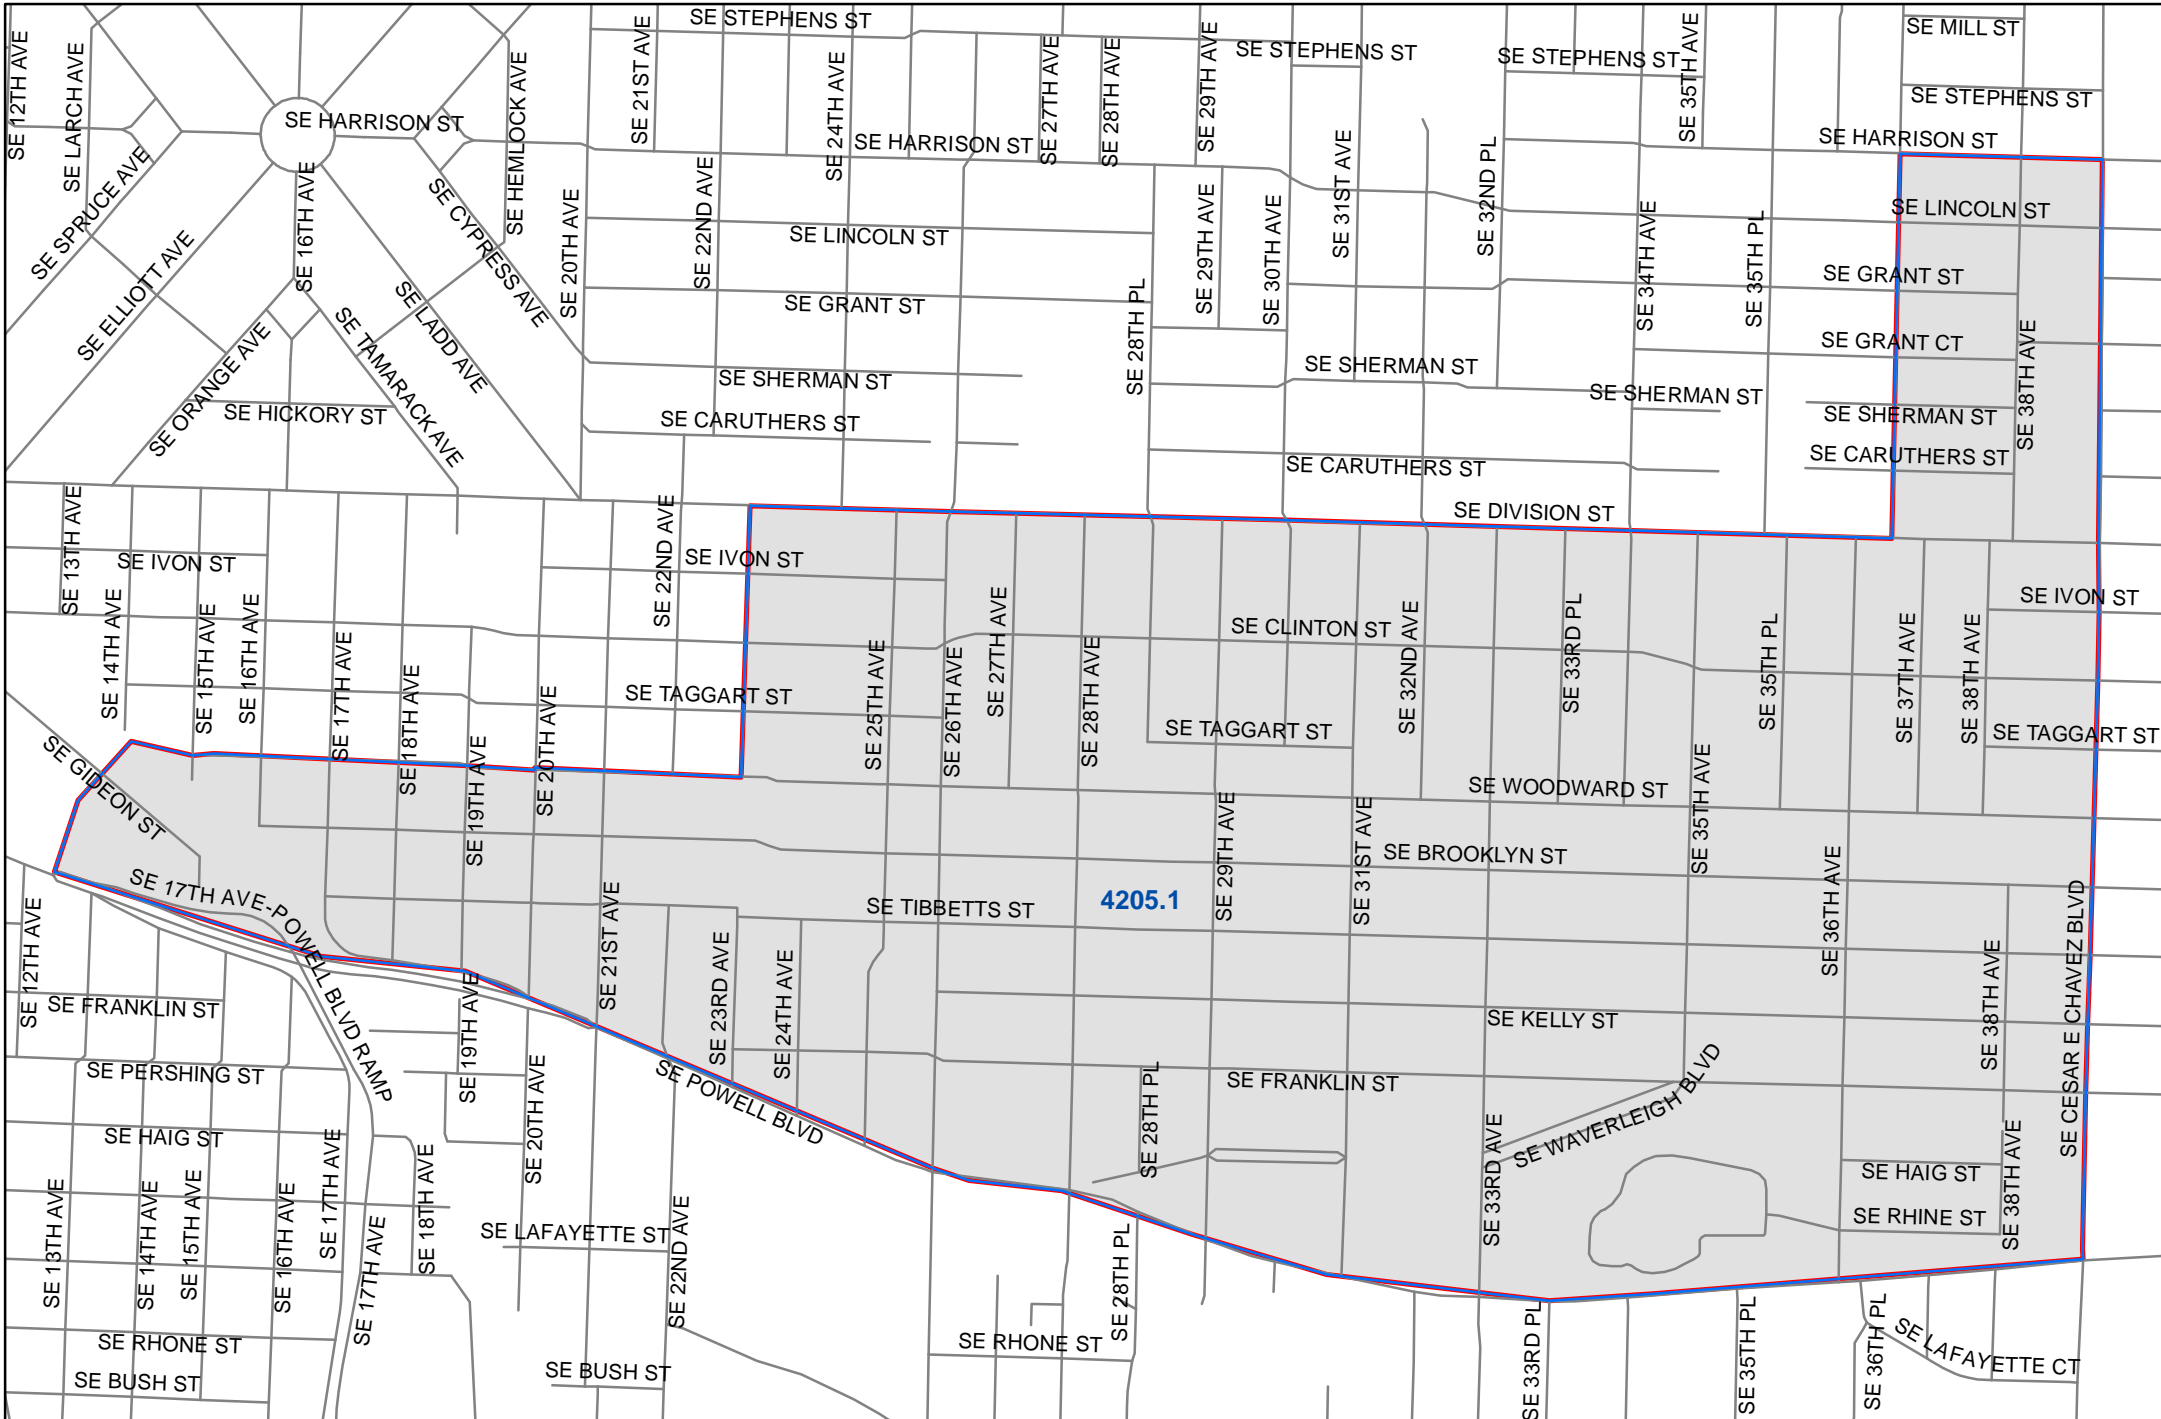 SE STEPHENS ST
SE MILL ST
SE 12TH AVE
SE LARCH AVE
SE HEMLOCK AVE
SE 21ST AVE
SE 24TH AVE
SE 27TH AVE
SE 28TH AVE
SE 29TH AVE
SE STEPHENS ST
SE STEPHENS ST
SE 35TH AVE
SE STEPHENS ST
SE HARRISON ST
SE HARRISON ST
SE HARRISON ST
SE SPRUCE AVE
SE ELLIOTT AVE
SE 16TH AVE
SE CYPRESS AVE
SE 20TH AVE
SE 22ND AVE
SE LINCOLN ST
SE 29TH AVE
SE 30TH AVE
SE 31ST AVE
SE 32ND PL
SE 34TH AVE
SE 35TH PL
SE LINCOLN ST
SE GRANT ST
SE GRANT ST
SE 28TH PL
SE ORANGE AVE
SE TAMARACK AVE
SE LADD AVE
SE GRANT CT
SE 38TH AVE
SE SHERMAN ST
SE SHERMAN ST
SE SHERMAN ST
SE SHERMAN ST
SE HICKORY ST
SE CARUTHERS ST
SE CARUTHERS ST
SE CARUTHERS ST
SE DIVISION ST
SE 13TH AVE
SE IVON ST
SE 22ND AVE
SE IVON ST
SE IVON ST
SE 14TH AVE
SE 15TH AVE
SE 16TH AVE
SE 17TH AVE
SE 18TH AVE
SE 20TH AVE
SE TAGGART ST
SE 25TH AVE
SE 26TH AVE
SE 27TH AVE
SE 28TH AVE
SE CLINTON ST
SE 32ND AVE
SE 33RD PL
SE 35TH PL
SE 37TH AVE
SE 38TH AVE
SE TAGGART ST
SE TAGGART ST
SE GIDEON ST
SE 19TH AVE
SE WOODWARD ST
SE 35TH AVE
SE 29TH AVE
SE 31ST AVE
SE BROOKLYN ST
SE 36TH AVE
SE 17TH AVE-POWELL BLVD RAMP
SE TIBBETTS ST
4205.1
SE 12TH AVE
SE 21ST AVE
SE 23RD AVE
SE 24TH AVE
SE 38TH AVE
SE CESAR E CHAVEZ BLVD
SE FRANKLIN ST
SE 19TH AVE
SE KELLY ST
SE PERSHING ST
SE 20TH AVE
SE POWELL BLVD
SE 28TH PL
SE FRANKLIN ST
SE WAVERLEIGH BLVD
SE HAIG ST
SE 17TH AVE
SE 18TH AVE
SE 33RD AVE
SE HAIG ST
SE 38TH AVE
SE 13TH AVE
SE 14TH AVE
SE 15TH AVE
SE 16TH AVE
SE 17TH AVE
SE LAFAYETTE ST
SE 22ND AVE
SE 28TH PL
SE RHINE ST
SE RHONE ST
SE RHONE ST
SE 33RD PL
SE 35TH PL
SE 36TH PL
SE LAFAYETTE CT
SE BUSH ST
SE BUSH ST